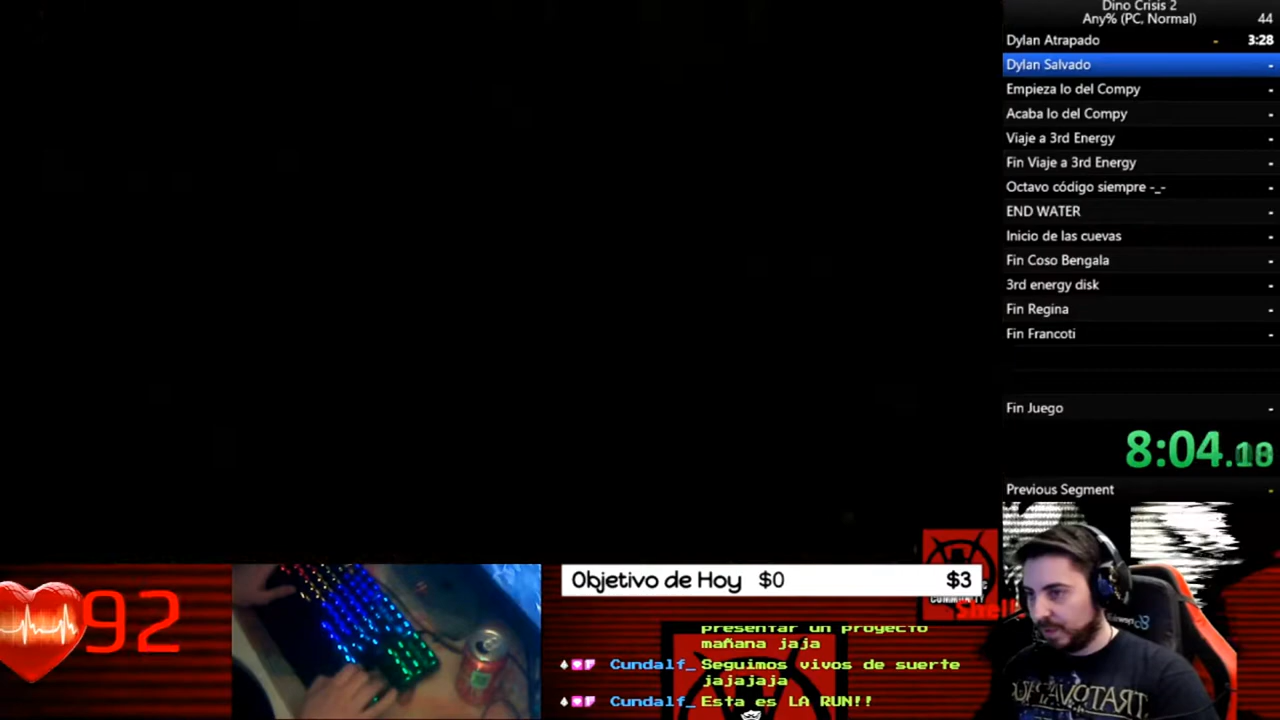 Dino Crisis 2
Any% (PC, Normal) 44
Dylan Atrapado - 3:28
Dylan Salvado -
Empieza lo del Compy -
Acaba lo del Compy -
Viaje a 3rd Energy -
Fin Viaje a 3rd Energy -
Octavo código siempre -_- -
END WATER -
Inicio de las cuevas -
Fin Coso Bengala -
3rd energy disk -
Fin Regina -
Fin Francoti -
Fin Juego -
8:04.18
Previous Segment -
92
Objetivo de Hoy $0 $3
COMMUNITY
presentar un proyecto
mañana jaja
Cundalf_ Seguimos vivos de suerte
jajajaja
Cundalf_ Esta es LA RUN!!